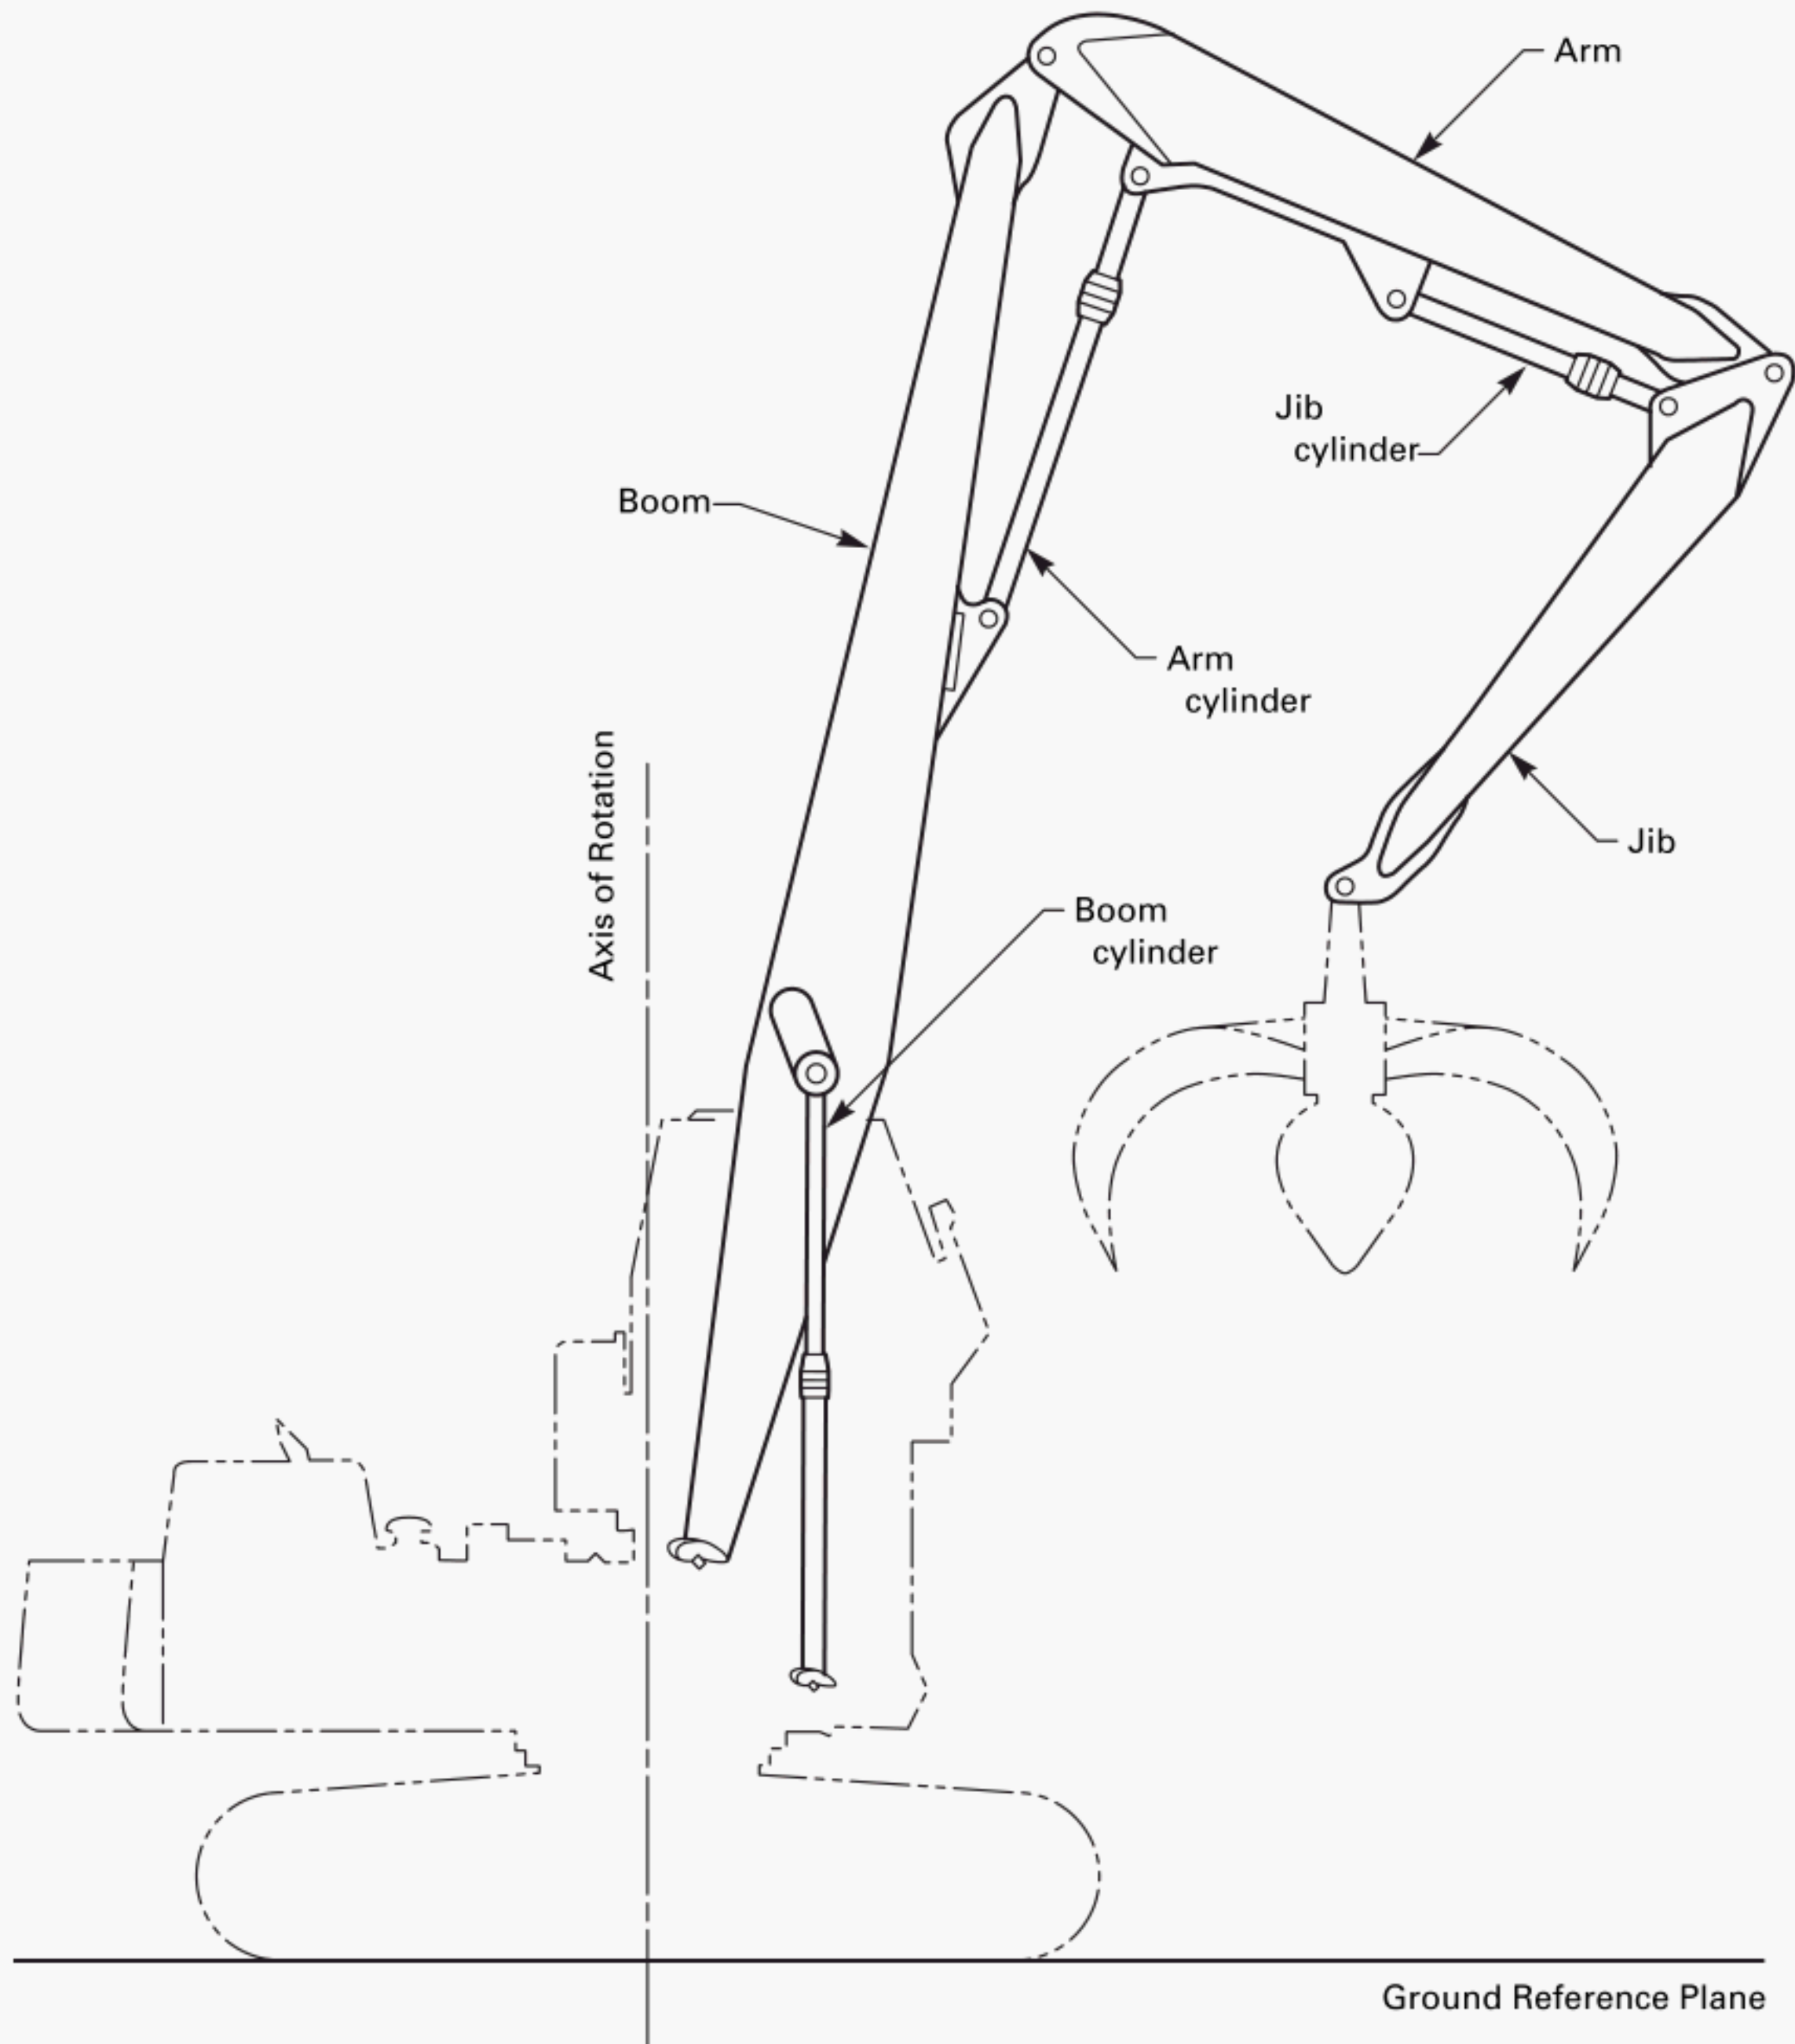 Arm
Jib
cylinder
Boom
Arm
cylinder
Axis of Rotation
Jib
Boom
cylinder
Ground Reference Plane